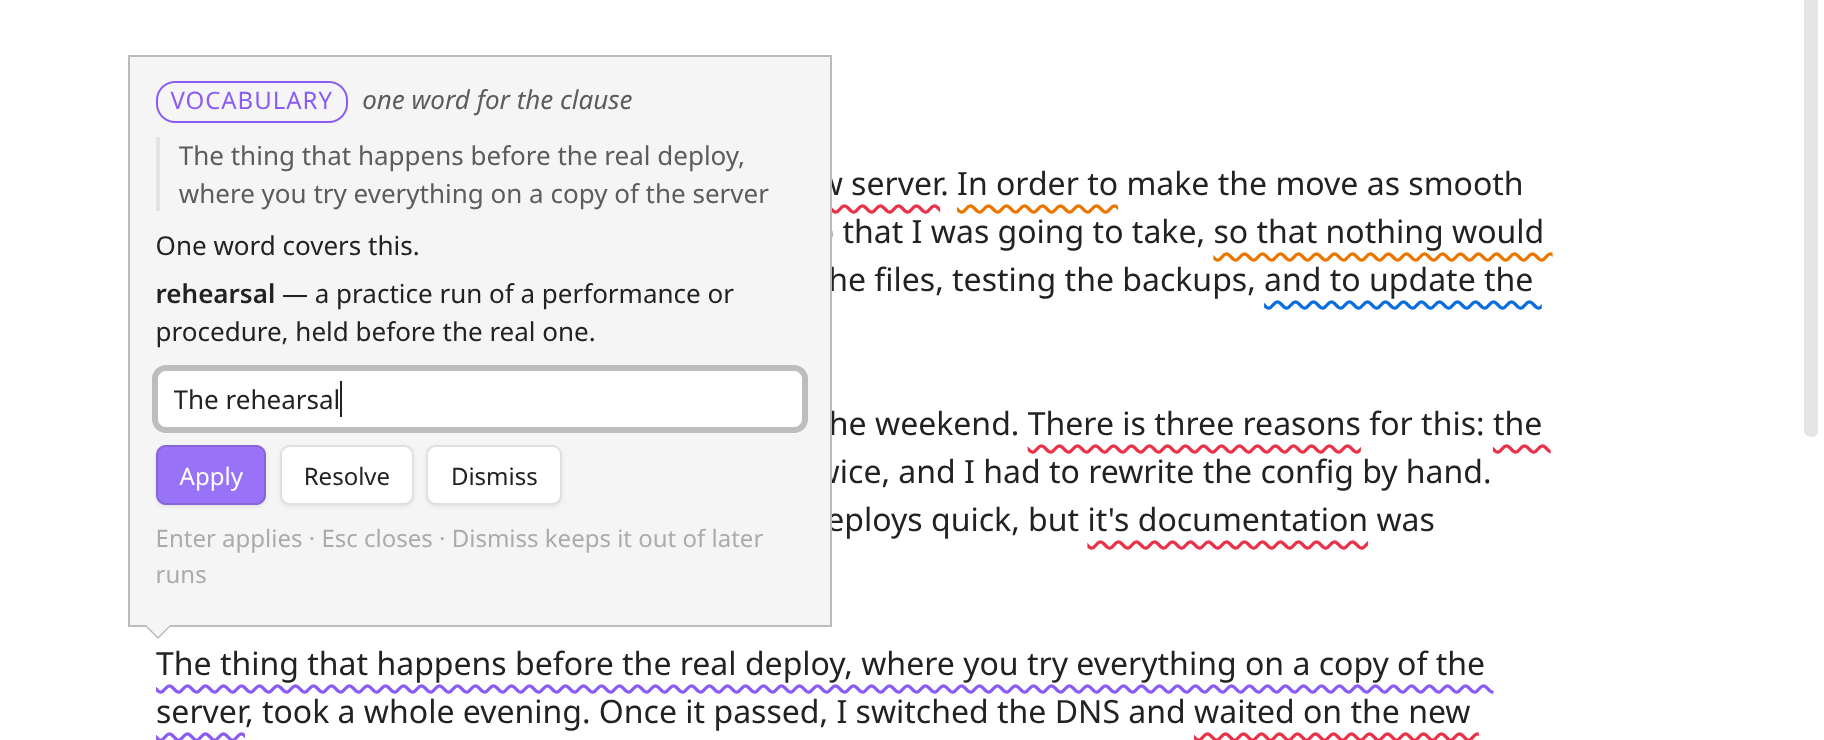 VOCABULARY one word for the clause
The thing that happens before the real deploy,
where you try everything on a copy of the server
One word covers this.
rehearsal — a practice run of a performance or
procedure, held before the real one.
The rehearsal
Apply Resolve Dismiss
Enter applies · Esc closes · Dismiss keeps it out of later
runs
server. In order to make the move as smooth
that I was going to take, so that nothing would
files, testing the backups, and to update the
weekend. There is three reasons for this: the
and I had to rewrite the config by hand.
quick, but it's documentation was
The thing that happens before the real deploy, where you try everything on a copy of the
server, took a whole evening. Once it passed, I switched the DNS and waited on the new